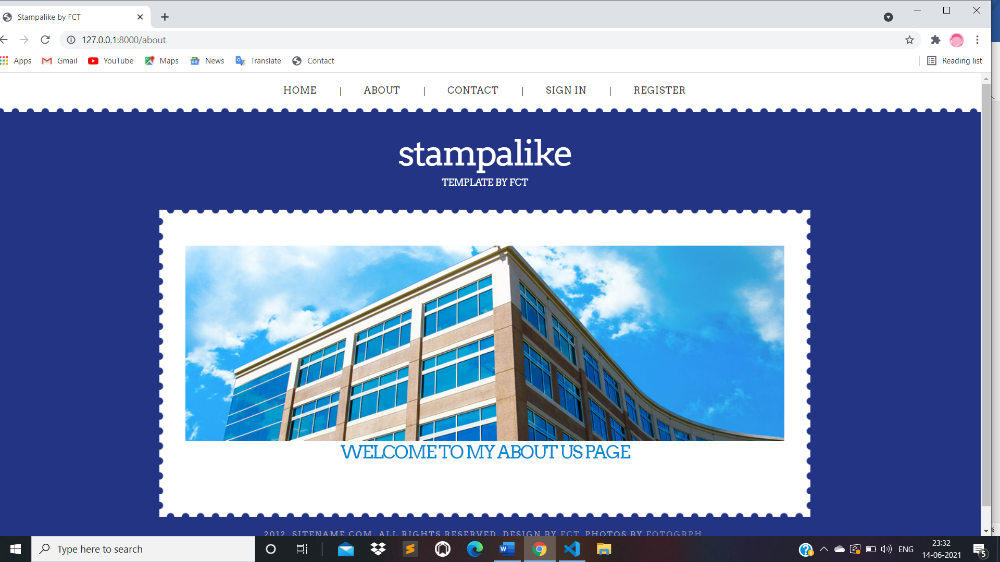 Stampalike by FCT
127.0.0.1:8000/about
Apps Gmail YouTube Maps News Translate Contact Reading list
HOME | ABOUT | CONTACT | SIGN IN | REGISTER
stampalike
TEMPLATE BY FCT
WELCOME TO MY ABOUT US PAGE
2012. SITENAME.COM. ALL RIGHTS RESERVED. DESIGN BY FCT. PHOTOS BY FOTOGRPH
%
Type here to search
ENG
23:32
14-06-2021
5